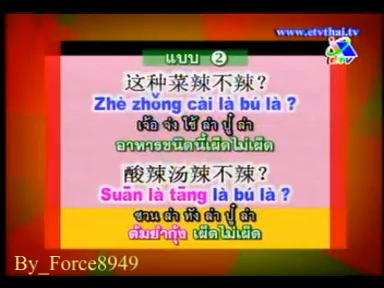 www.etvthai.tv
ETV
แบบ ❷
这种菜辣不辣？
Zhè zhǒng cài là bú là ?
เจ้อ จ่ง ไช้ ล่า ปู๋ ล่า
อาหารชนิดนี้เผ็ดไม่เผ็ด
酸辣汤辣不辣？
Suān là tāng là bú là ?
ซวน ล่า ทัง ล่า ปู๋ ล่า
ต้มยำกุ้ง เผ็ดไม่เผ็ด
By_Force8949